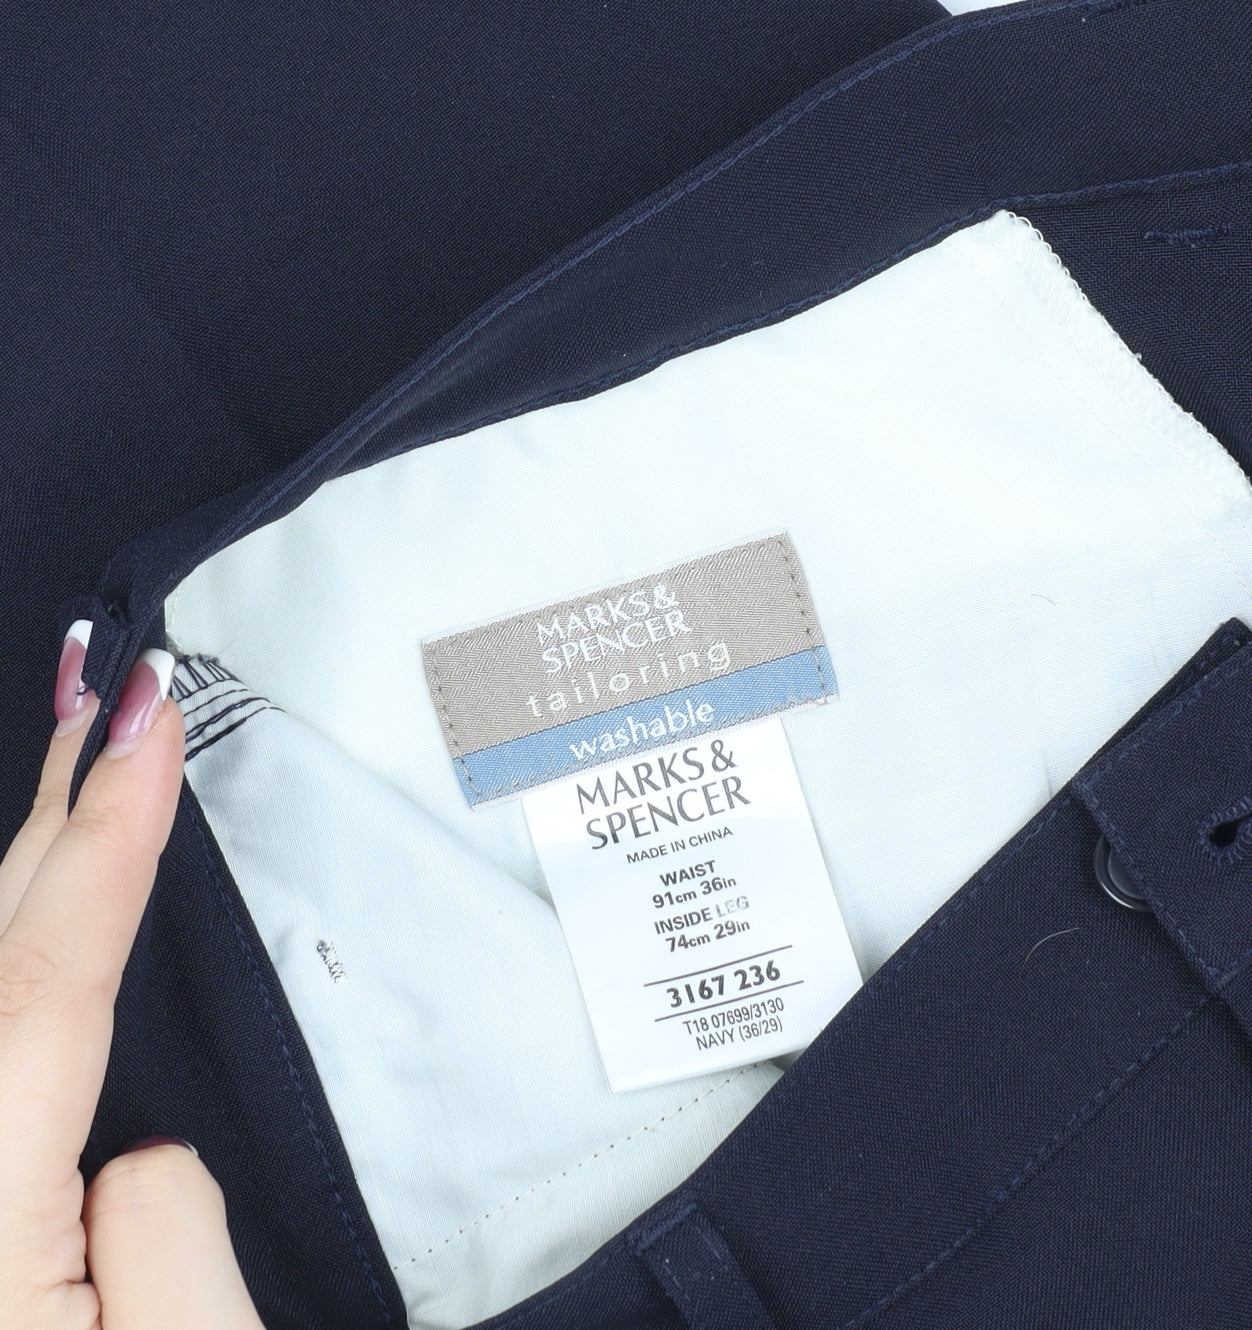 MARKS &
SPENCER
tailoring
washable
MARKS &
SPENCER
MADE IN CHINA
WAIST
91cm 36in
INSIDE LEG
74cm 29in
3167 236
T18 07699/3130
NAVY (36/29)